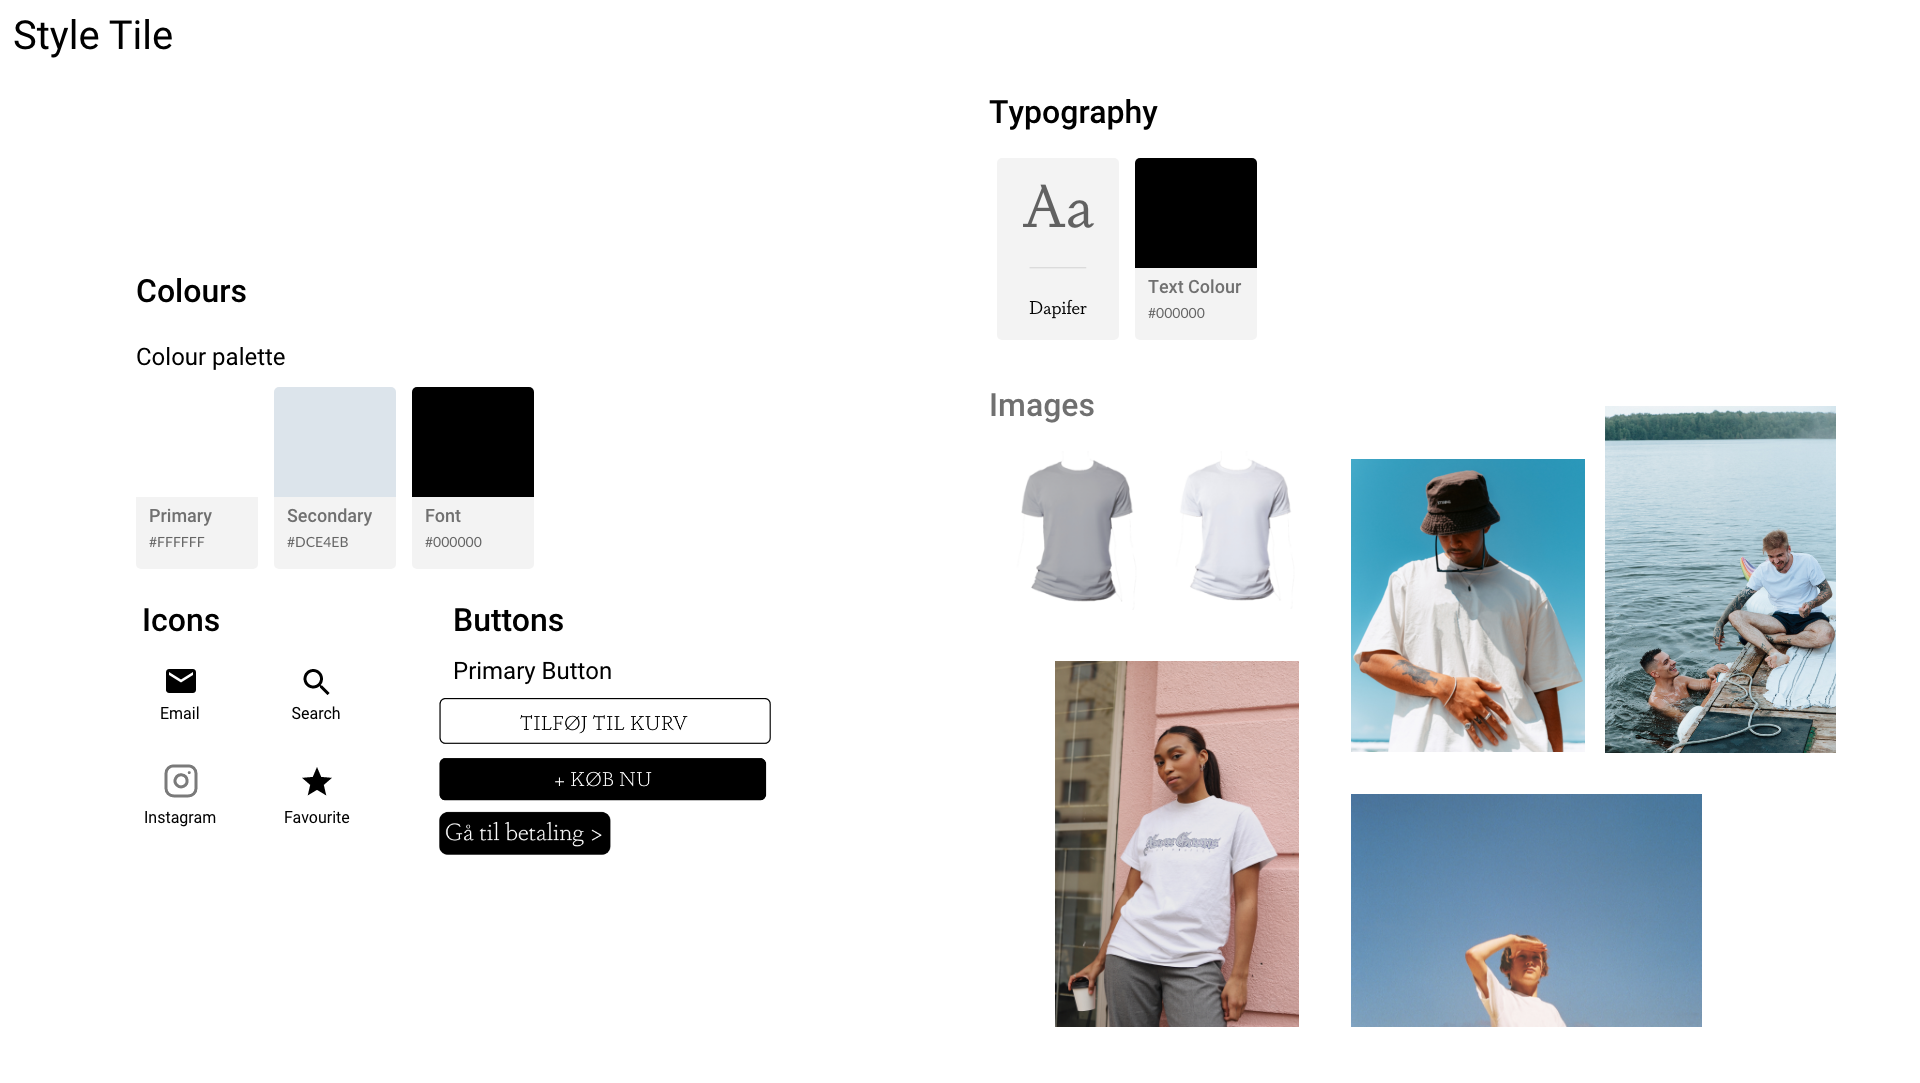 Style Tile
Colours
Colour palette
Primary
#FFFFFF
Secondary
#DCE4EB
Font
#000000
Icons
Email
Search
Instagram
Favourite
Buttons
Primary Button
TILFØJ TIL KURV
+ KØB NU
Gå til betaling >
Typography
Aa
Dapifer
Text Colour
#000000
Images